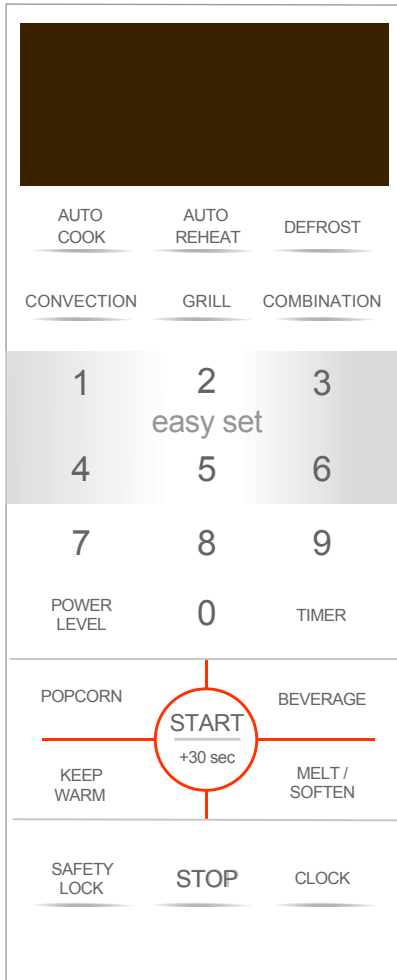 AUTO AUTO DEFROST
COOK REHEAT
CONVECTION GRILL COMBINATION
1 2 3
easy set
4 5 6
7 8 9
POWER 0 TIMER
LEVEL
POPCORN BEVERAGE
START
+30 sec
KEEP MELT /
WARM SOFTEN
SAFETY STOP CLOCK
LOCK